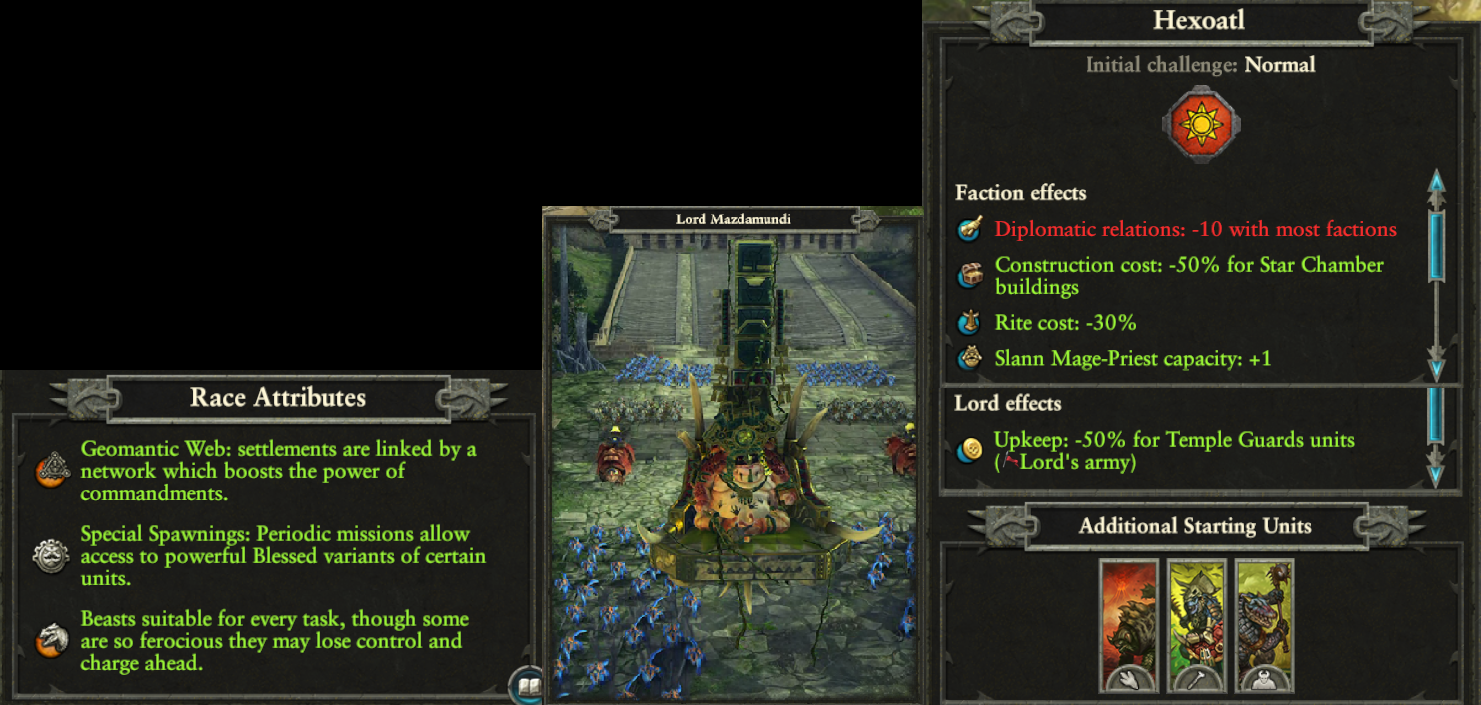 Race Attributes
Geomantic Web: settlements are linked by a
network which boosts the power of
commandments.
Special Spawnings: Periodic missions allow
access to powerful Blessed variants of certain
units.
Beasts suitable for every task, though some
are so ferocious they may lose control and
charge ahead.
Lord Mazdamundi
Hexoatl
Initial challenge: Normal
Faction effects
Diplomatic relations: -10 with most factions
Construction cost: -50% for Star Chamber
buildings
Rite cost: -30%
Slann Mage-Priest capacity: +1
Lord effects
Upkeep: -50% for Temple Guards units
(Lord's army)
Additional Starting Units